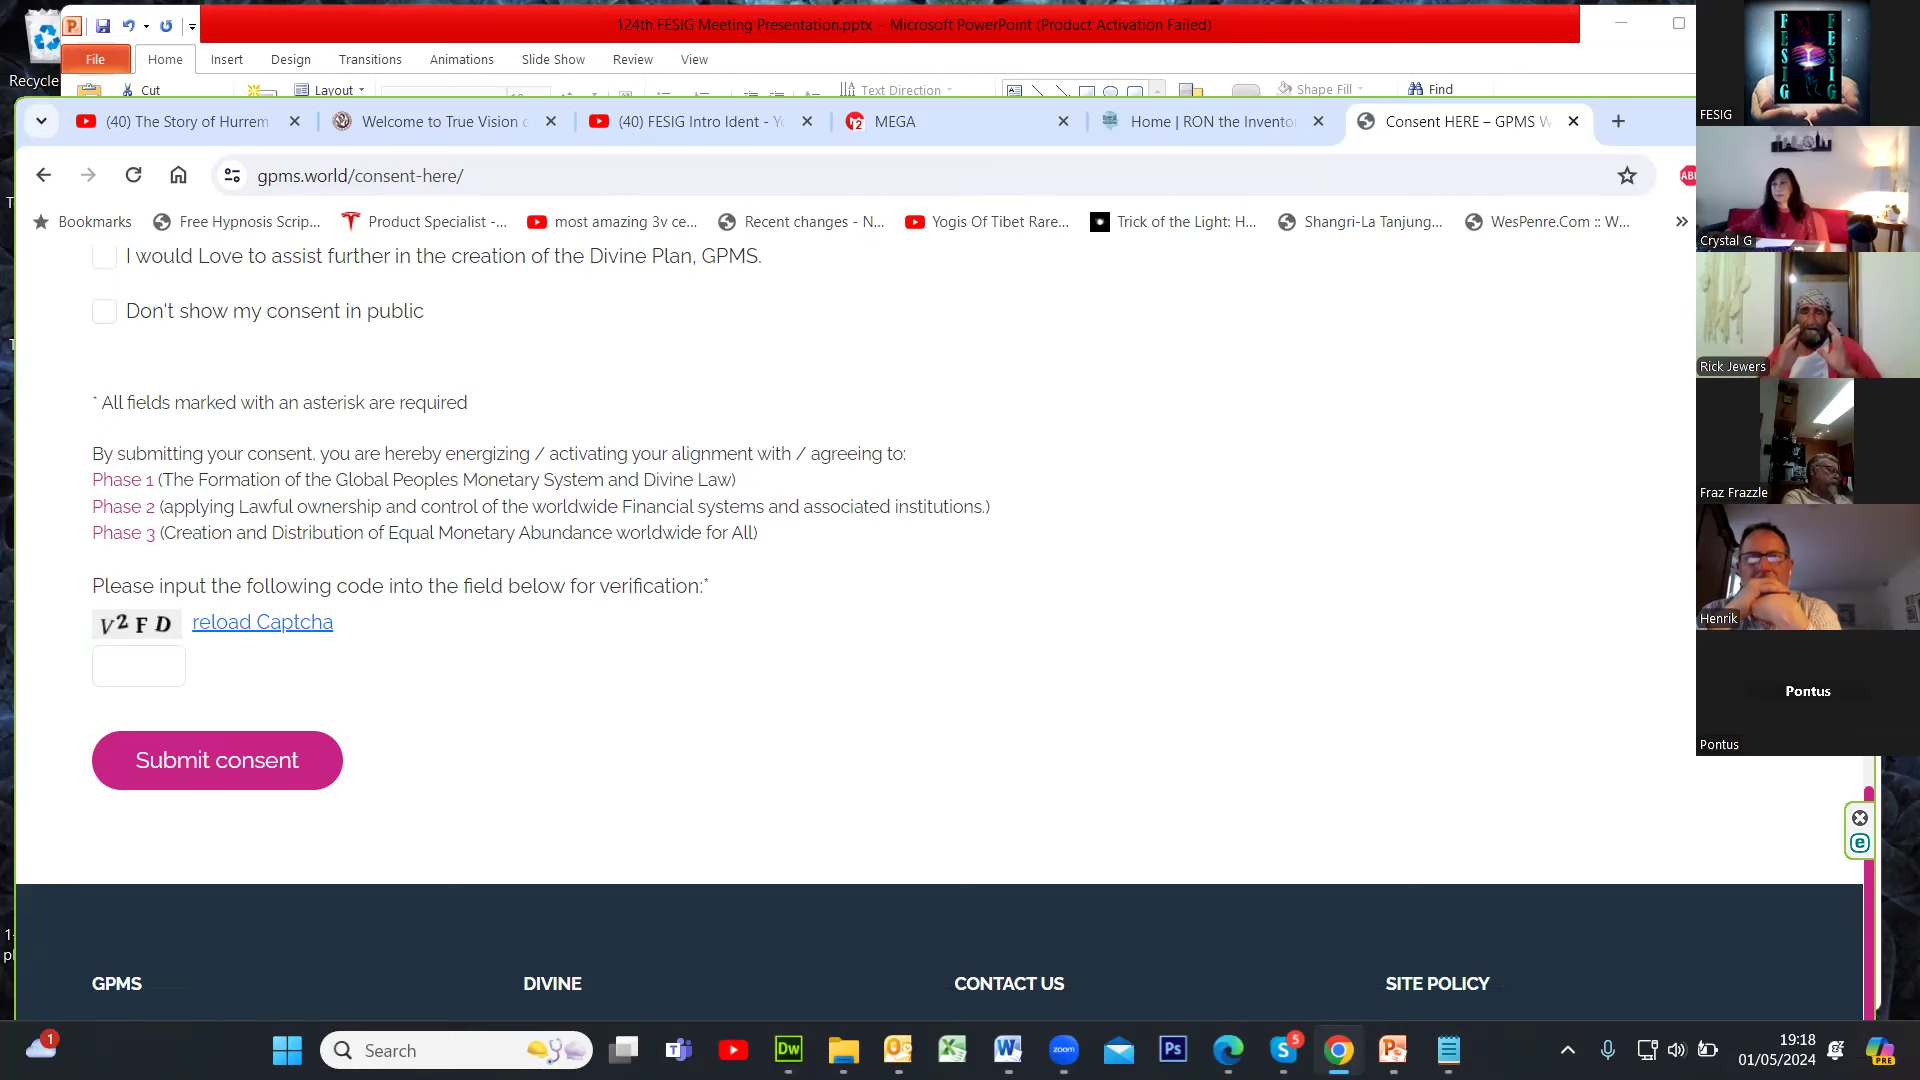 124th FESIG Meeting Presentation.pptx - Microsoft PowerPoint (Product Activation Failed)
File Home Insert Design Transitions Animations Slide Show Review View
Recycle
Cut Layout Text Direction Shape Fill Find
(40) The Story of Hurrem
Welcome to True Vision
(40) FESIG Intro Ident - Y
MEGA
Home | RON the Invento
Consent HERE – GPMS W
gpms.world/consent-here/
Bookmarks
Free Hypnosis Scrip...
Product Specialist -...
most amazing 3v ce...
Recent changes - N...
Yogis Of Tibet Rare...
Trick of the Light: H...
Shangri-La Tanjung...
WesPenre.Com :: W...
I would Love to assist further in the creation of the Divine Plan, GPMS.
Don't show my consent in public
* All fields marked with an asterisk are required
By submitting your consent, you are hereby energizing / activating your alignment with / agreeing to:
Phase 1 (The Formation of the Global Peoples Monetary System and Divine Law)
Phase 2 (applying Lawful ownership and control of the worldwide Financial systems and associated institutions.)
Phase 3 (Creation and Distribution of Equal Monetary Abundance worldwide for All)
Please input the following code into the field below for verification:*
V2FD reload Captcha
Submit consent
GPMS DIVINE CONTACT US SITE POLICY
FESIG FESIG
FESIG
Crystal G
Rick Jewers
Fraz Frazzle
Henrik
Pontus
Pontus
1
Search
Dw
zoom
Ps
5
19:18
01/05/2024
PRE